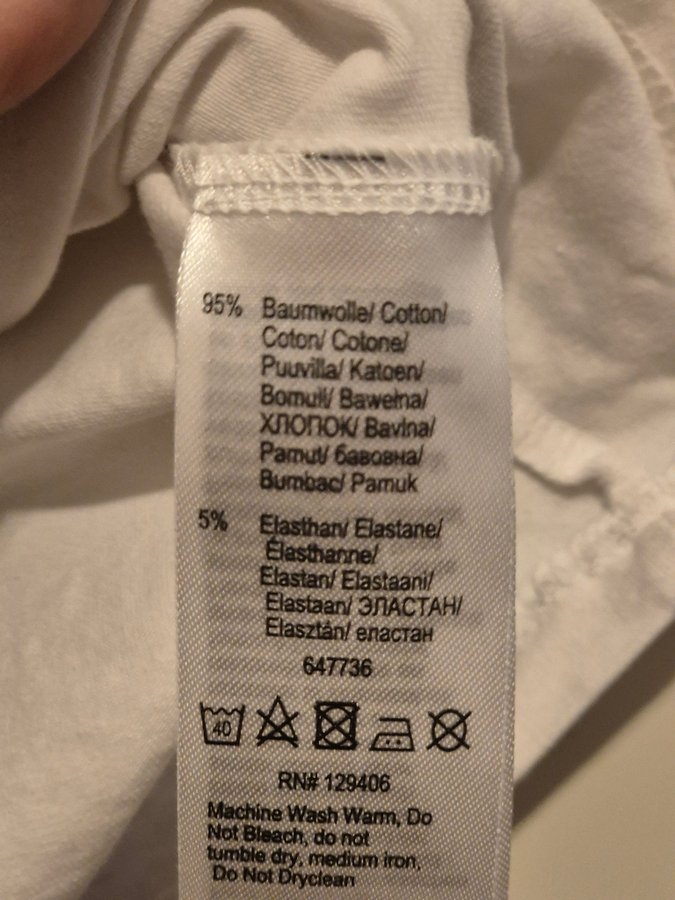 95% Baumwolle/ Cotton/
Coton/ Cotone/
Puuvilla/ Katoen/
Bomull/ Bawełna/
ХЛОПОК/ Bavlna/
Pamut/ бавовна/
Bumbac/ Pamuk
5% Elasthan/ Elastane/
Élasthanne/
Elastan/ Elastaani/
Elastaan/ ЭЛАСТАН/
Elasztán/ еластан
647736
40
RN# 129406
Machine Wash Warm, Do
Not Bleach, do not
tumble dry, medium iron,
Do Not Dryclean